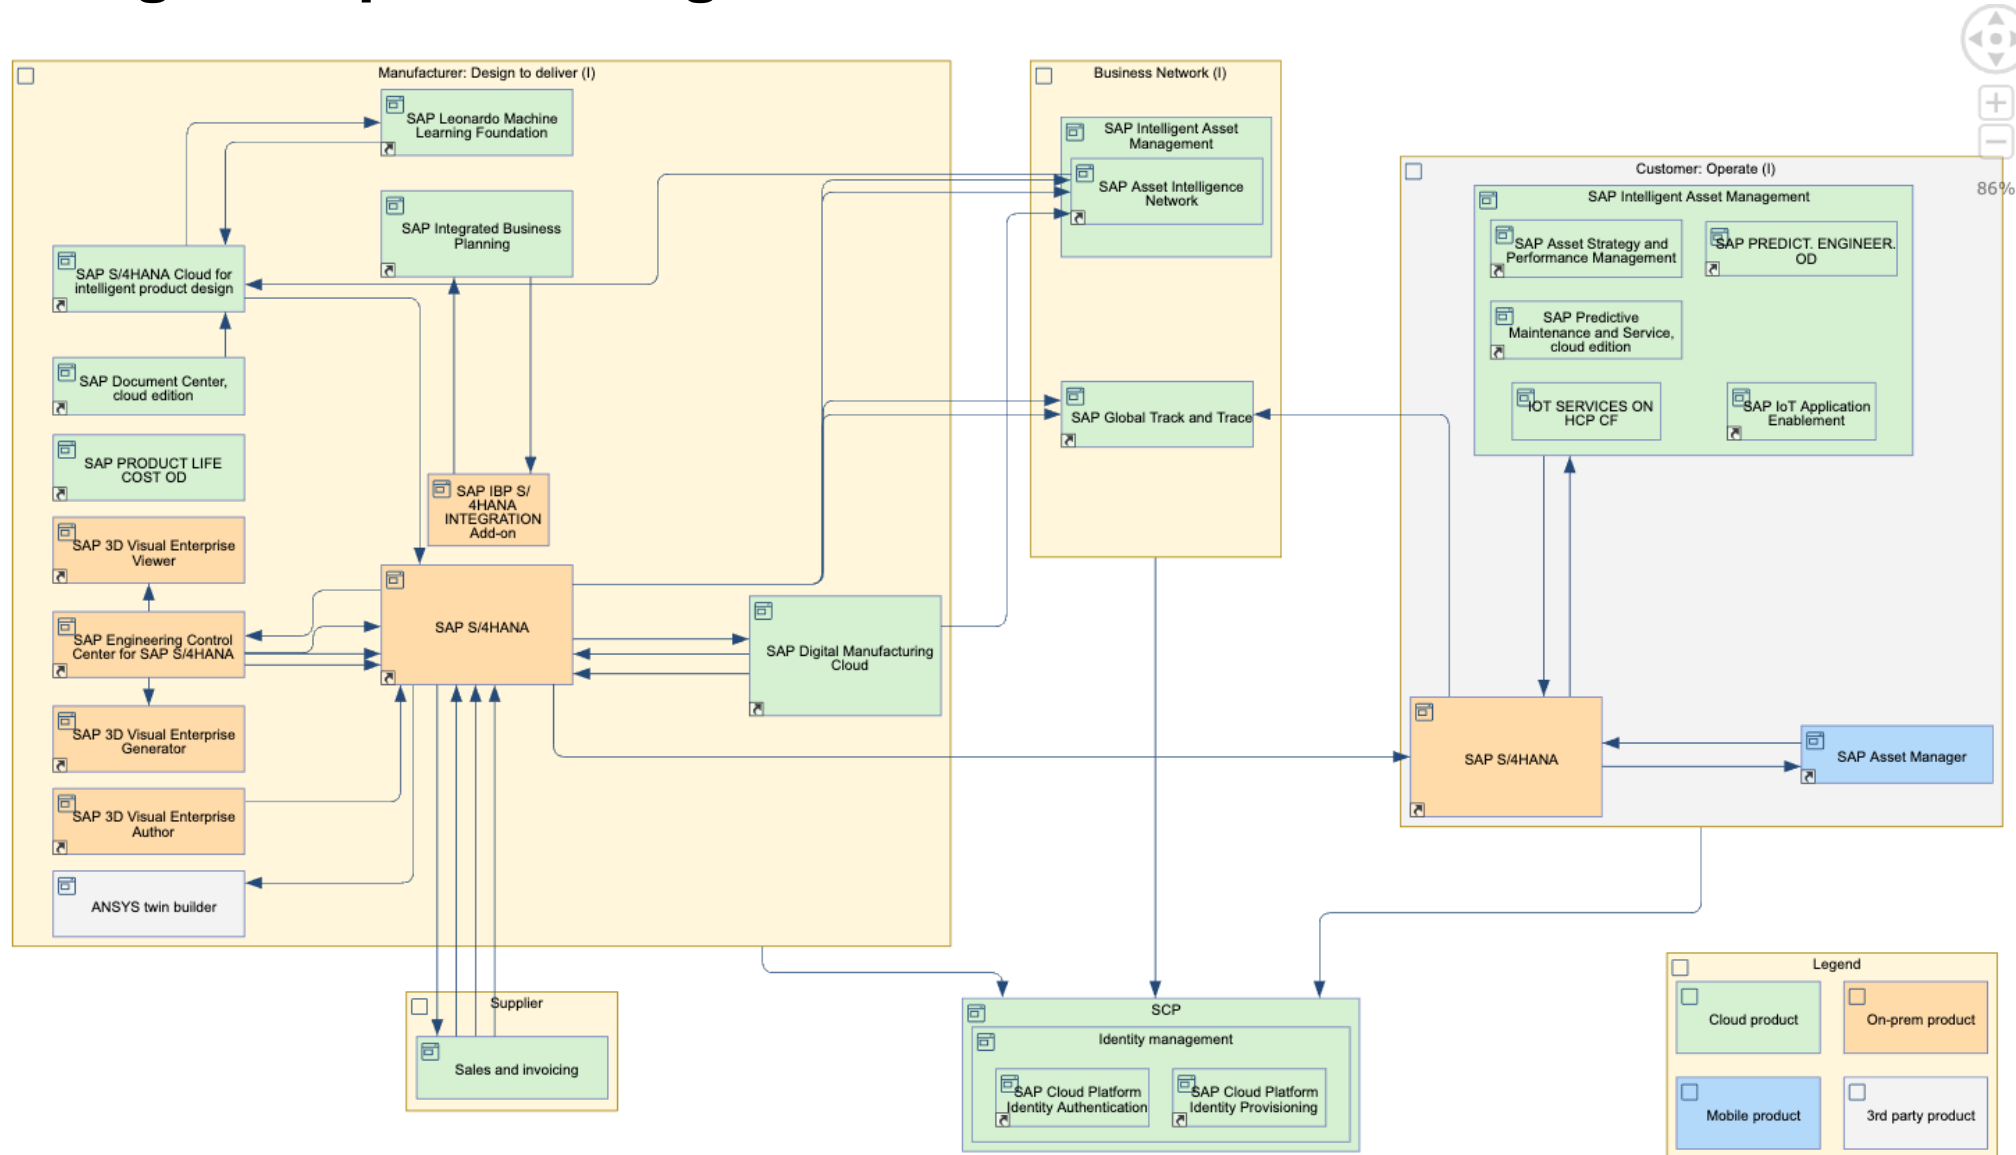 Manufacturer: Design to deliver (I)
SAP Leonardo Machine
Learning Foundation
SAP Integrated Business
Planning
SAP S/4HANA Cloud for
intelligent product design
SAP Document Center,
cloud edition
SAP PRODUCT LIFE
COST OD
SAP IBP S/
4HANA
INTEGRATION
Add-on
SAP 3D Visual Enterprise
Viewer
SAP Engineering Control
Center for SAP S/4HANA
SAP S/4HANA
SAP Digital Manufacturing
Cloud
SAP 3D Visual Enterprise
Generator
SAP 3D Visual Enterprise
Author
ANSYS twin builder
Business Network (I)
SAP Intelligent Asset
Management
SAP Asset Intelligence
Network
SAP Global Track and Trace
Customer: Operate (I)
SAP Intelligent Asset Management
SAP Asset Strategy and
Performance Management
SAP PREDICT. ENGINEER.
OD
SAP Predictive
Maintenance and Service,
cloud edition
IOT SERVICES ON
HCP CF
SAP IoT Application
Enablement
SAP S/4HANA
SAP Asset Manager
86%
Supplier
Sales and invoicing
SCP
Identity management
SAP Cloud Platform
Identity Authentication
SAP Cloud Platform
Identity Provisioning
Legend
Cloud product
On-prem product
Mobile product
3rd party product